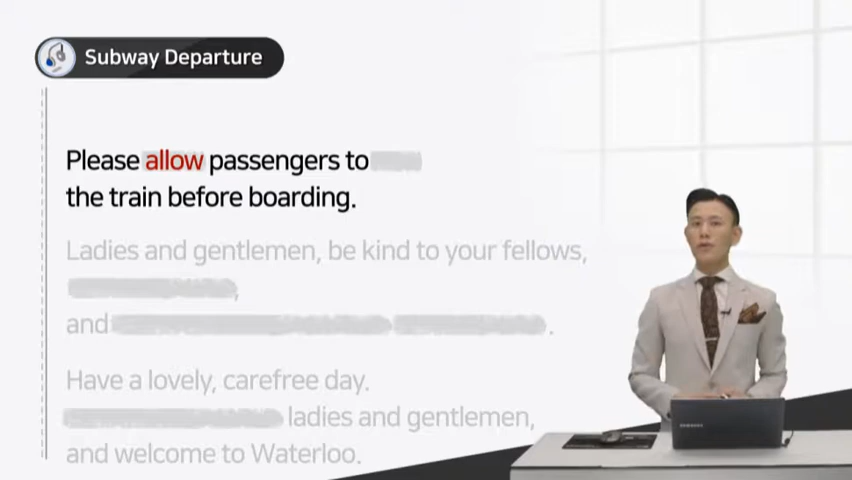 Subway Departure
Please allow passengers to
the train before boarding.
Ladies and gentlemen, be kind to your fellows,
,
and .
Have a lovely, carefree day.
ladies and gentlemen,
and welcome to Waterloo.
SAMSUNG